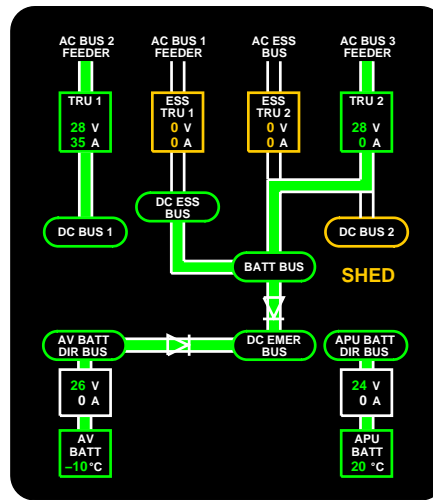 AC BUS 2
FEEDER
AC BUS 1
FEEDER
AC ESS
BUS
AC BUS 3
FEEDER
TRU 1
28 V
35 A
ESS
TRU 1
0 V
0 A
ESS
TRU 2
0 V
0 A
TRU 2
28 V
0 A
DC ESS
BUS
DC BUS 1
DC BUS 2
BATT BUS
SHED
AV BATT
DIR BUS
DC EMER
BUS
APU BATT
DIR BUS
26 V
0 A
24 V
0 A
AV
BATT
–10°C
APU
BATT
20 °C